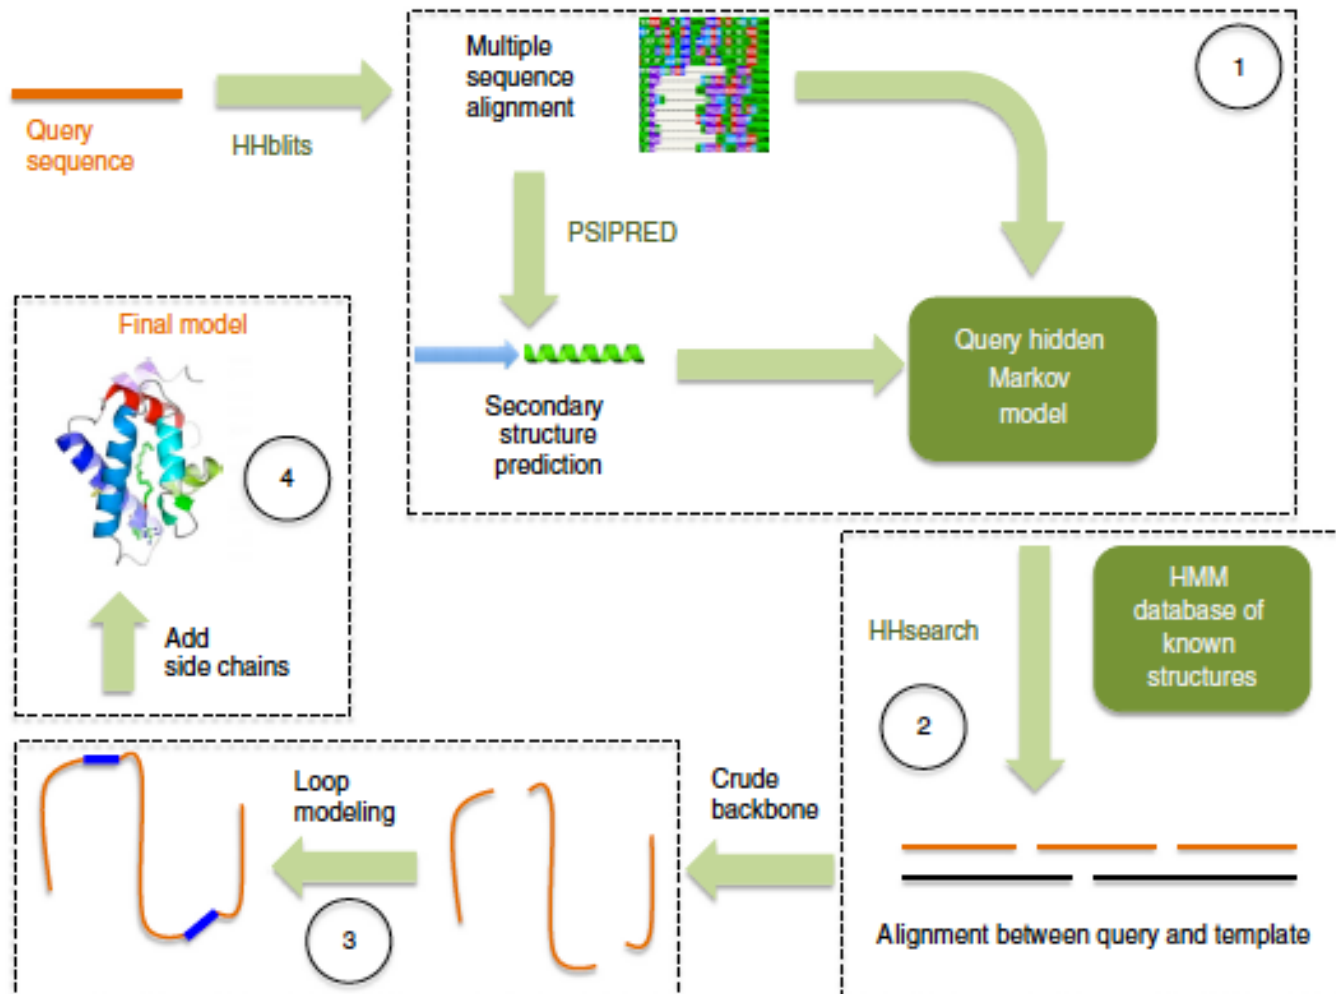 Query
sequence
HHblits
Multiple
sequence
alignment
1
PSIPRED
Secondary
structure
prediction
Query hidden
Markov
model
HHsearch
HMM
database of
known
structures
2
Alignment between query and template
Crude
backbone
Loop
modeling
3
Final model
4
Add
side chains